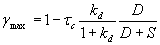 γmax = 1 − τc kd / (1 + kd) D / (D + S)